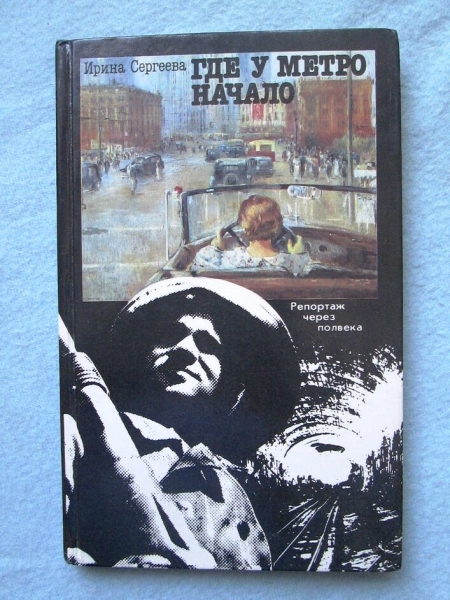 Ирина Сергеева
ГДЕ У МЕТРО
НАЧАЛО
Репортаж
через
полвека